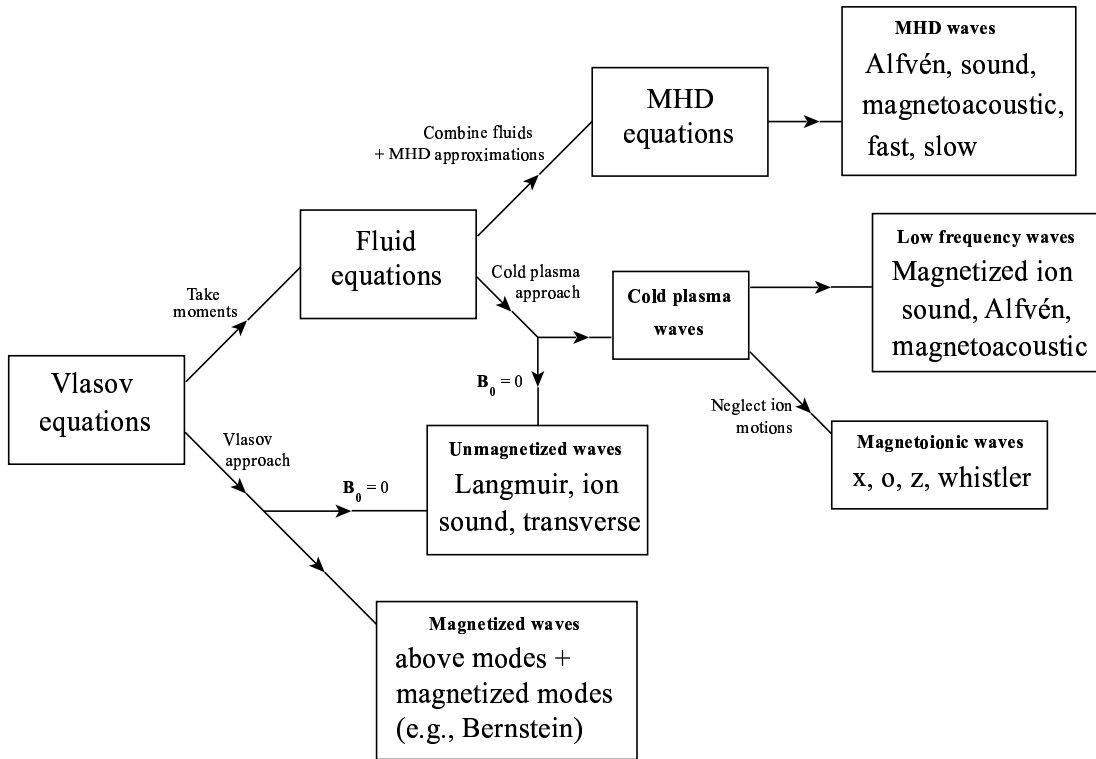 MHD waves
Alfvén, sound,
magnetoacoustic,
fast, slow
MHD
equations
Combine fluids
+ MHD approximations
Fluid
equations
Low frequency waves
Magnetized ion
sound, Alfvén,
magnetoacoustic
Cold plasma
approach
Cold plasma
waves
Take
moments
Vlasov
equations
B₀ = 0
Neglect ion
motions
Magnetoionic waves
x, o, z, whistler
Vlasov
approach
B₀ = 0
Unmagnetized waves
Langmuir, ion
sound, transverse
Magnetized waves
above modes +
magnetized modes
(e.g., Bernstein)